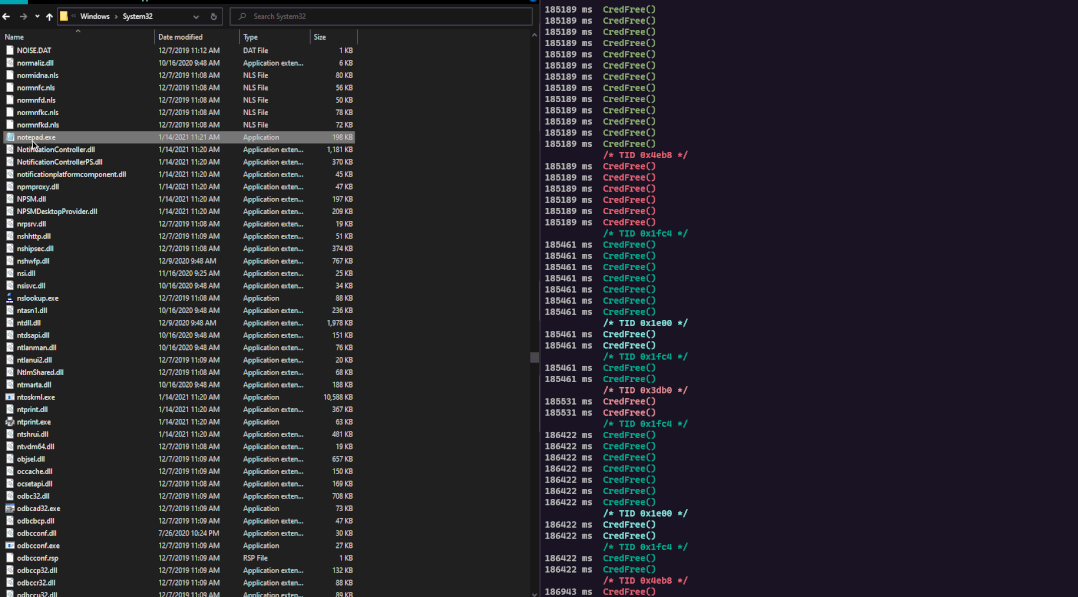 Windows › System32
Search System32
Name Date modified Type Size
NOISE.DAT 12/7/2019 11:12 AM DAT File 1 KB
normaliz.dll 10/16/2020 9:48 AM Application exten... 6 KB
normidna.nls 12/7/2019 11:08 AM NLS File 80 KB
normnfc.nls 12/7/2019 11:08 AM NLS File 56 KB
normnfd.nls 12/7/2019 11:08 AM NLS File 50 KB
normnfkc.nls 12/7/2019 11:08 AM NLS File 78 KB
normnfkd.nls 12/7/2019 11:08 AM NLS File 72 KB
notepad.exe 1/14/2021 11:21 AM Application 198 KB
NotificationController.dll 1/14/2021 11:20 AM Application exten... 1,181 KB
NotificationControllerPS.dll 1/14/2021 11:20 AM Application exten... 370 KB
notificationplatformcomponent.dll 1/14/2021 11:20 AM Application exten... 45 KB
npmproxy.dll 1/14/2021 11:20 AM Application exten... 47 KB
NPSM.dll 1/14/2021 11:20 AM Application exten... 197 KB
NPSMDesktopProvider.dll 1/14/2021 11:20 AM Application exten... 209 KB
nrpsrv.dll 12/7/2019 11:08 AM Application exten... 19 KB
nshhttp.dll 12/7/2019 11:09 AM Application exten... 51 KB
nshipsec.dll 12/7/2019 11:08 AM Application exten... 374 KB
nshwfp.dll 12/9/2020 9:48 AM Application exten... 767 KB
nsi.dll 11/16/2020 9:25 AM Application exten... 25 KB
nsisvc.dll 10/16/2020 9:48 AM Application exten... 34 KB
nslookup.exe 12/7/2019 11:08 AM Application 88 KB
ntasn1.dll 10/16/2020 9:48 AM Application exten... 236 KB
ntdll.dll 12/9/2020 9:48 AM Application exten... 1,978 KB
ntdsapi.dll 10/16/2020 9:48 AM Application exten... 151 KB
ntlanman.dll 10/16/2020 9:48 AM Application exten... 76 KB
ntlanui2.dll 12/7/2019 11:09 AM Application exten... 20 KB
NtlmShared.dll 12/7/2019 11:08 AM Application exten... 68 KB
ntmarta.dll 10/16/2020 9:48 AM Application exten... 188 KB
ntoskrnl.exe 1/14/2021 11:20 AM Application 10,588 KB
ntprint.dll 1/14/2021 11:20 AM Application exten... 367 KB
ntprint.exe 1/14/2021 11:20 AM Application 63 KB
ntshrui.dll 1/14/2021 11:20 AM Application exten... 481 KB
ntvdm64.dll 12/7/2019 11:08 AM Application exten... 19 KB
objsel.dll 12/7/2019 11:09 AM Application exten... 657 KB
occache.dll 12/7/2019 11:09 AM Application exten... 150 KB
ocsetapi.dll 12/7/2019 11:08 AM Application exten... 169 KB
odbc32.dll 12/7/2019 11:09 AM Application exten... 708 KB
odbcad32.exe 12/7/2019 11:09 AM Application 73 KB
odbcbcp.dll 12/7/2019 11:09 AM Application exten... 47 KB
odbcconf.dll 7/26/2020 10:24 PM Application exten... 30 KB
odbcconf.exe 12/7/2019 11:09 AM Application 27 KB
odbcconf.rsp 12/7/2019 11:09 AM RSP File 1 KB
odbccp32.dll 12/7/2019 11:09 AM Application exten... 132 KB
odbccr32.dll 12/7/2019 11:09 AM Application exten... 88 KB
odbccu32.dll 12/7/2019 11:09 AM Application exten... 89 KB
185189 ms CredFree()
185189 ms CredFree()
185189 ms CredFree()
185189 ms CredFree()
185189 ms CredFree()
185189 ms CredFree()
185189 ms CredFree()
185189 ms CredFree()
185189 ms CredFree()
185189 ms CredFree()
185189 ms CredFree()
185189 ms CredFree()
185189 ms CredFree()
/* TID 0x4eb8 */
185189 ms CredFree()
185189 ms CredFree()
185189 ms CredFree()
185189 ms CredFree()
185189 ms CredFree()
185189 ms CredFree()
/* TID 0x1fc4 */
185461 ms CredFree()
185461 ms CredFree()
185461 ms CredFree()
185461 ms CredFree()
185461 ms CredFree()
185461 ms CredFree()
185461 ms CredFree()
/* TID 0x1e00 */
185461 ms CredFree()
185461 ms CredFree()
/* TID 0x1fc4 */
185461 ms CredFree()
185461 ms CredFree()
/* TID 0x3db0 */
185531 ms CredFree()
185531 ms CredFree()
/* TID 0x1fc4 */
186422 ms CredFree()
186422 ms CredFree()
186422 ms CredFree()
186422 ms CredFree()
186422 ms CredFree()
186422 ms CredFree()
186422 ms CredFree()
/* TID 0x1e00 */
186422 ms CredFree()
186422 ms CredFree()
/* TID 0x1fc4 */
186422 ms CredFree()
186422 ms CredFree()
/* TID 0x4eb8 */
186943 ms CredFree()